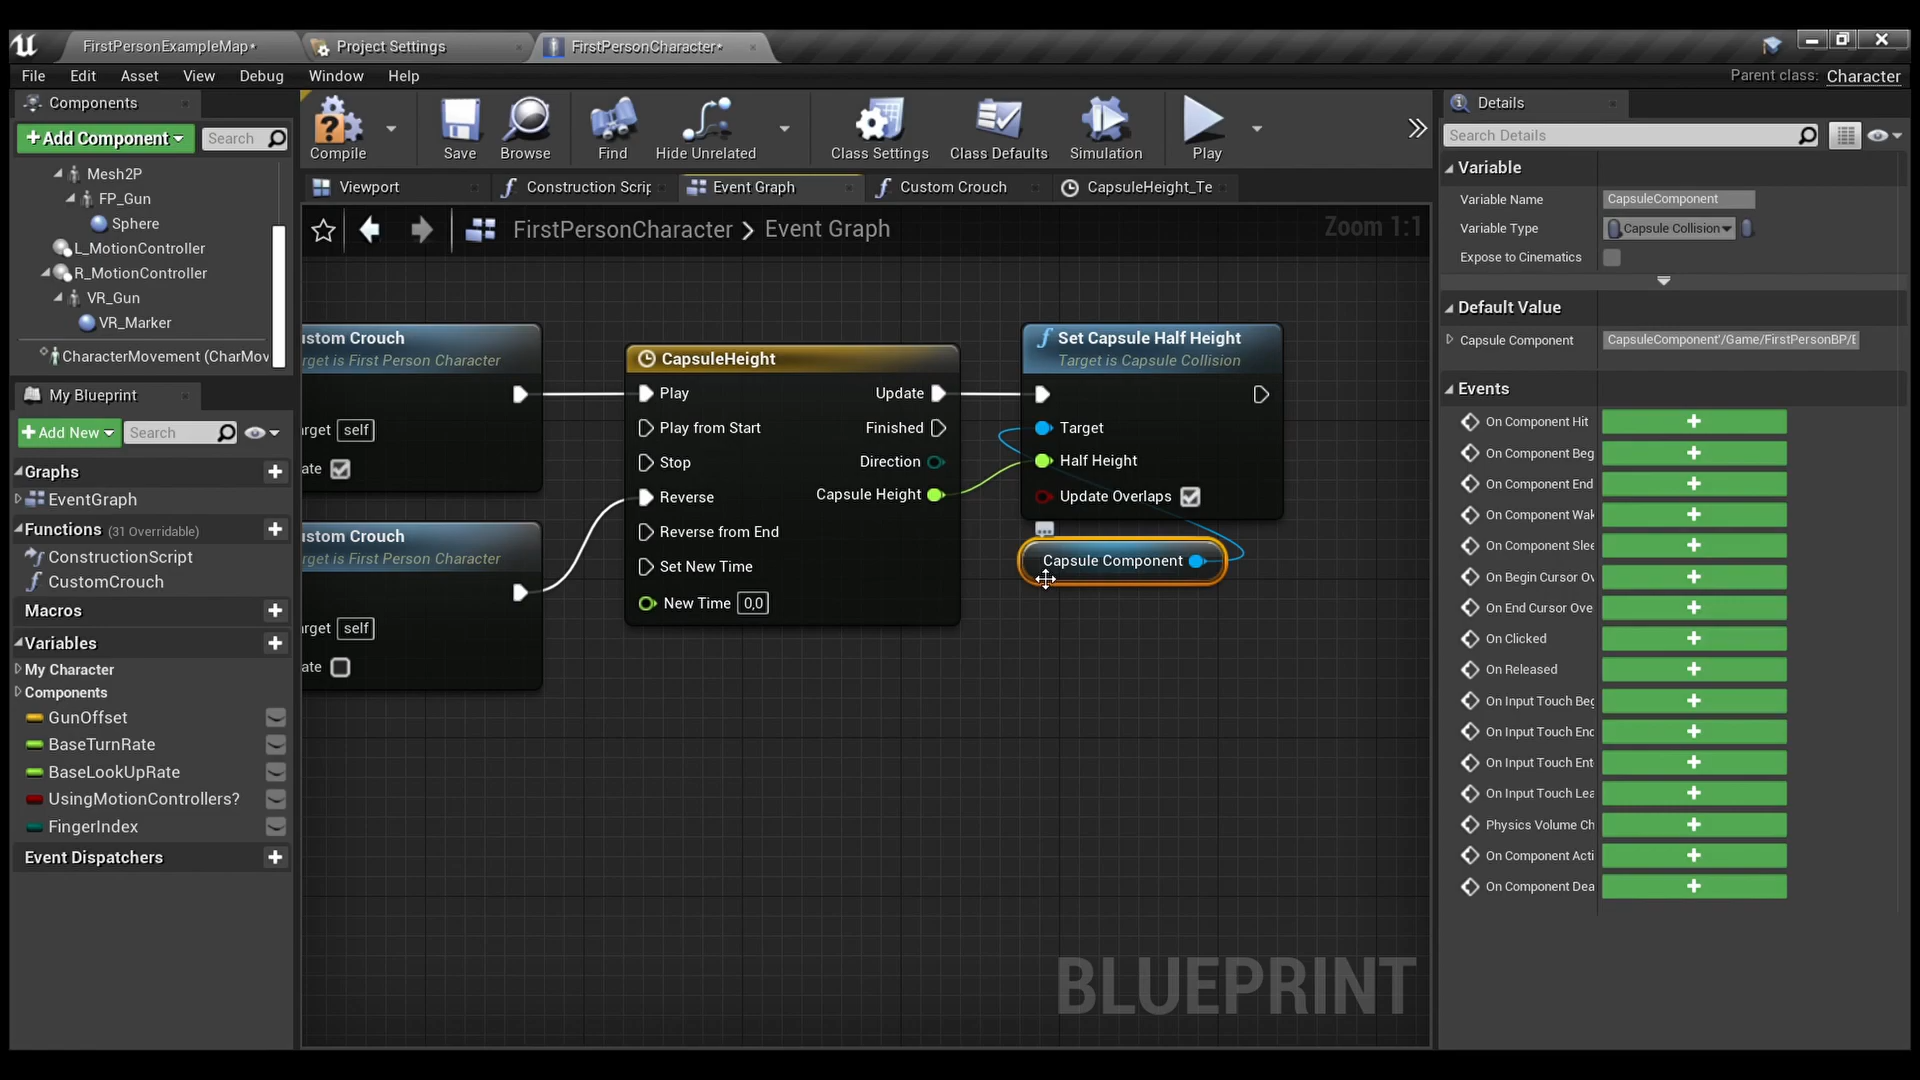 FirstPersonExampleMap*
Project Settings
FirstPersonCharacter*
File Edit Asset View Debug Window Help
Parent class: Character
Components
+Add Component
Search
Mesh2P
FP_Gun
Sphere
L_MotionController
R_MotionController
VR_Gun
VR_Marker
CharacterMovement (CharMov
My Blueprint
+Add New
Search
Graphs
EventGraph
Functions (31 Overridable)
ConstructionScript
CustomCrouch
Macros
Variables
My Character
Components
GunOffset
BaseTurnRate
BaseLookUpRate
UsingMotionControllers?
FingerIndex
Event Dispatchers
Compile
Save
Browse
Find
Hide Unrelated
Class Settings
Class Defaults
Simulation
Play
Viewport
Construction Scrip
Event Graph
Custom Crouch
CapsuleHeight_Te
FirstPersonCharacter > Event Graph
Zoom 1:1
ustom Crouch
arget is First Person Character
arget self
ate
ustom Crouch
arget is First Person Character
arget self
ate
CapsuleHeight
Play
Update
Play from Start
Finished
Stop
Direction
Reverse
Capsule Height
Reverse from End
Set New Time
New Time 0,0
Set Capsule Half Height
Target is Capsule Collision
Target
Half Height
Update Overlaps
Capsule Component
BLUEPRINT
Details
Search Details
Variable
Variable Name CapsuleComponent
Variable Type Capsule Collision
Expose to Cinematics
Default Value
Capsule Component CapsuleComponent'/Game/FirstPersonBP/E
Events
On Component Hit
On Component Beg
On Component End
On Component Wak
On Component Slee
On Begin Cursor Ov
On End Cursor Ove
On Clicked
On Released
On Input Touch Beg
On Input Touch End
On Input Touch Ent
On Input Touch Lea
Physics Volume Ch
On Component Acti
On Component Dea